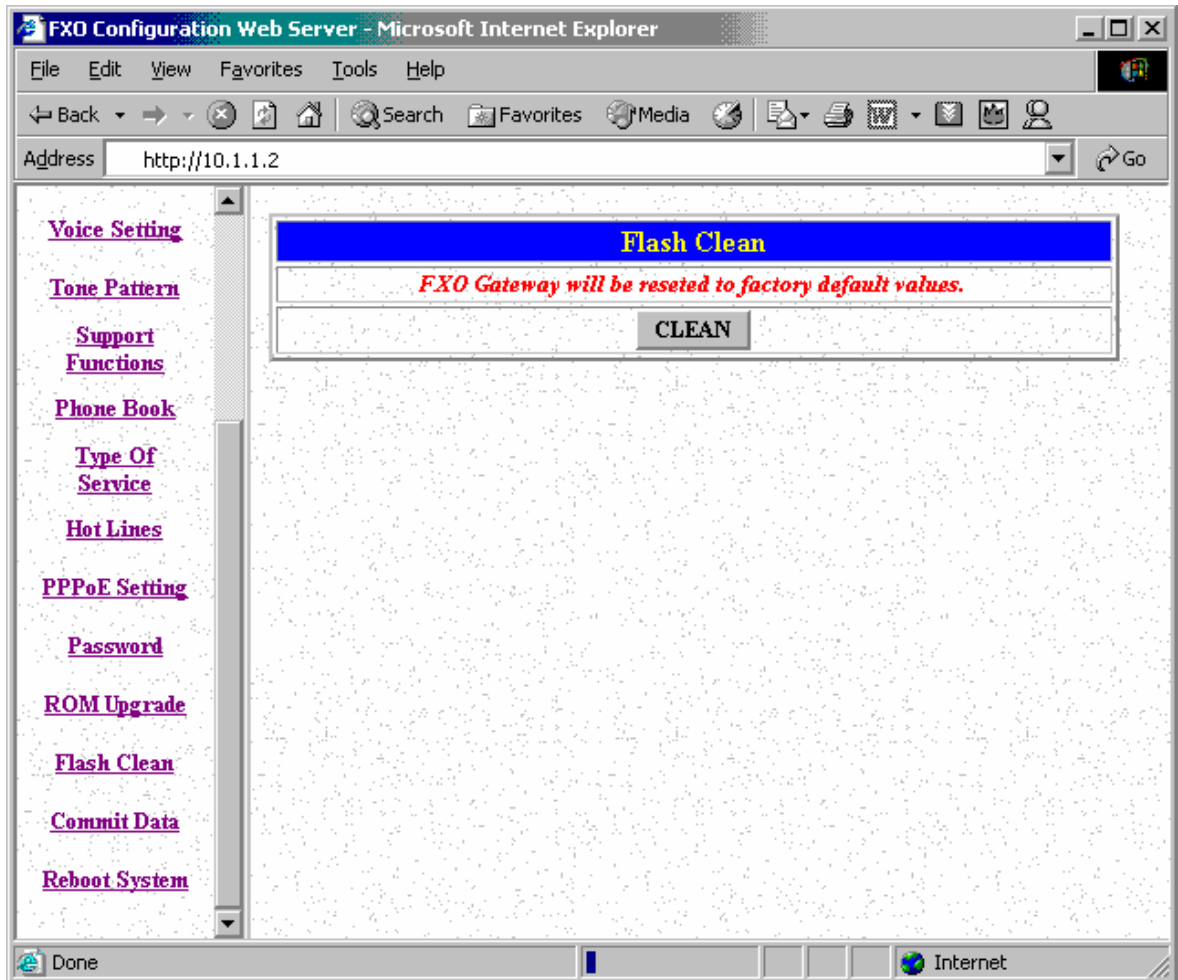 FXO Configuration Web Server - Microsoft Internet Explorer
File Edit View Favorites Tools Help
Back Search Favorites Media
Address http://10.1.1.2 Go
Voice Setting
Tone Pattern
Support
Functions
Phone Book
Type Of
Service
Hot Lines
PPPoE Setting
Password
ROM Upgrade
Flash Clean
Commit Data
Reboot System
Flash Clean
FXO Gateway will be reseted to factory default values.
CLEAN
Done Internet